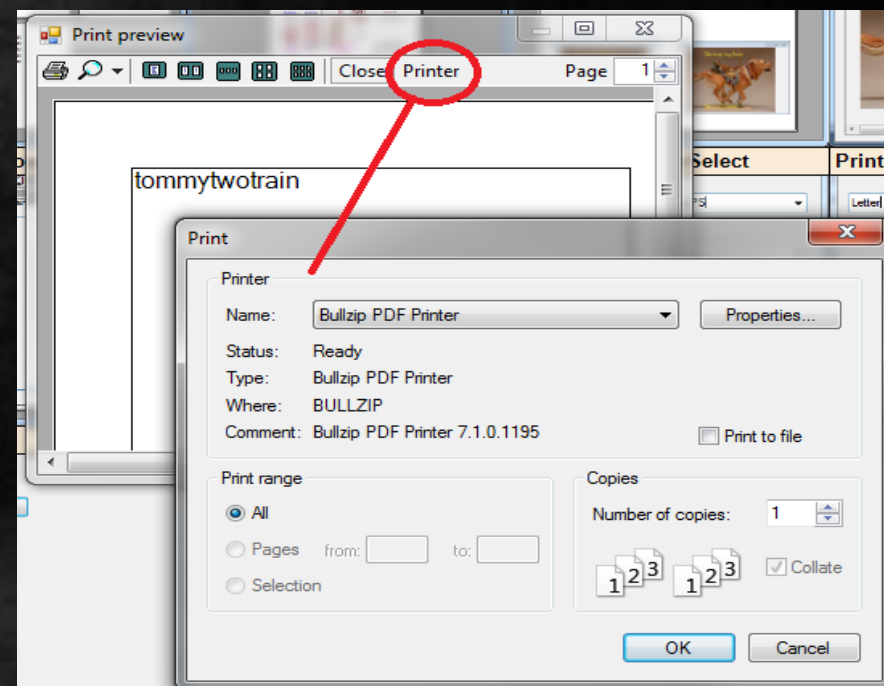 Print preview
Close Printer Page 1
tommytwotrain
Select Print
Letter
Print
Printer
Name: Bullzip PDF Printer Properties...
Status: Ready
Type: Bullzip PDF Printer
Where: BULLZIP
Comment: Bullzip PDF Printer 7.1.0.1195
Print to file
Print range
All
Pages from: to:
Selection
Copies
Number of copies: 1
1 2 3 1 2 3 Collate
OK Cancel